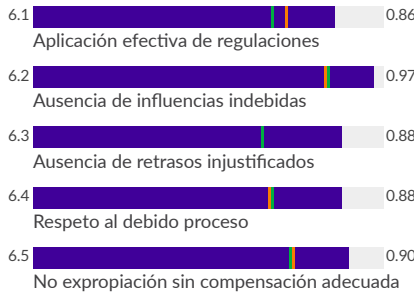 6.1 0.86
Aplicación efectiva de regulaciones
6.2 0.97
Ausencia de influencias indebidas
6.3 0.88
Ausencia de retrasos injustificados
6.4 0.88
Respeto al debido proceso
6.5 0.90
No expropiación sin compensación adecuada